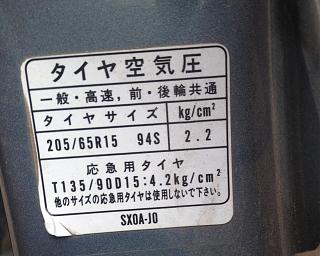 タイヤ空気圧
一般・高速，前・後輪共通
タイヤサイズ kg/cm²
205/65R15 94S 2.2
応急用タイヤ
T135/90D15:4.2kg/cm²
他のサイズの応急用タイヤは使用しないで下さい。
SXOA-JO